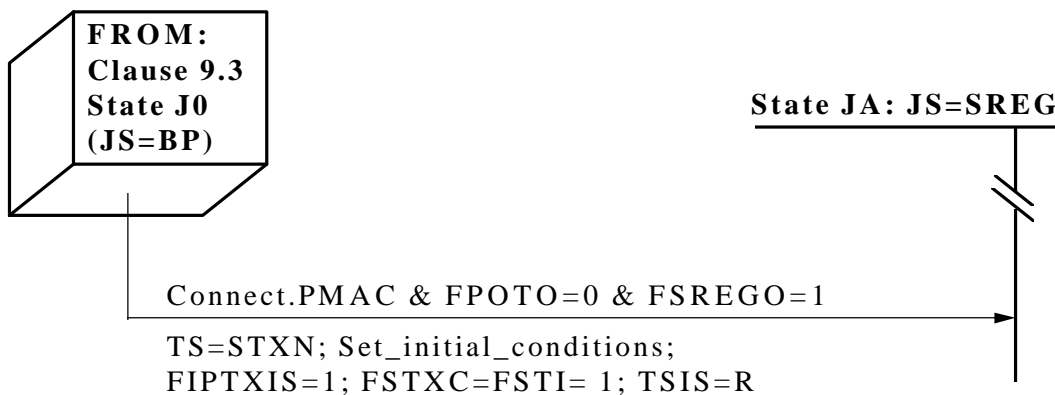 FROM:
Clause 9.3
State J0
(JS=BP)
State JA: JS=SREG
Connect.PMAC & FPOTO=0 & FSREGO=1
TS=STXN; Set_initial_conditions;
FIPTXIS=1; FSTXC=FSTI= 1; TSIS=R